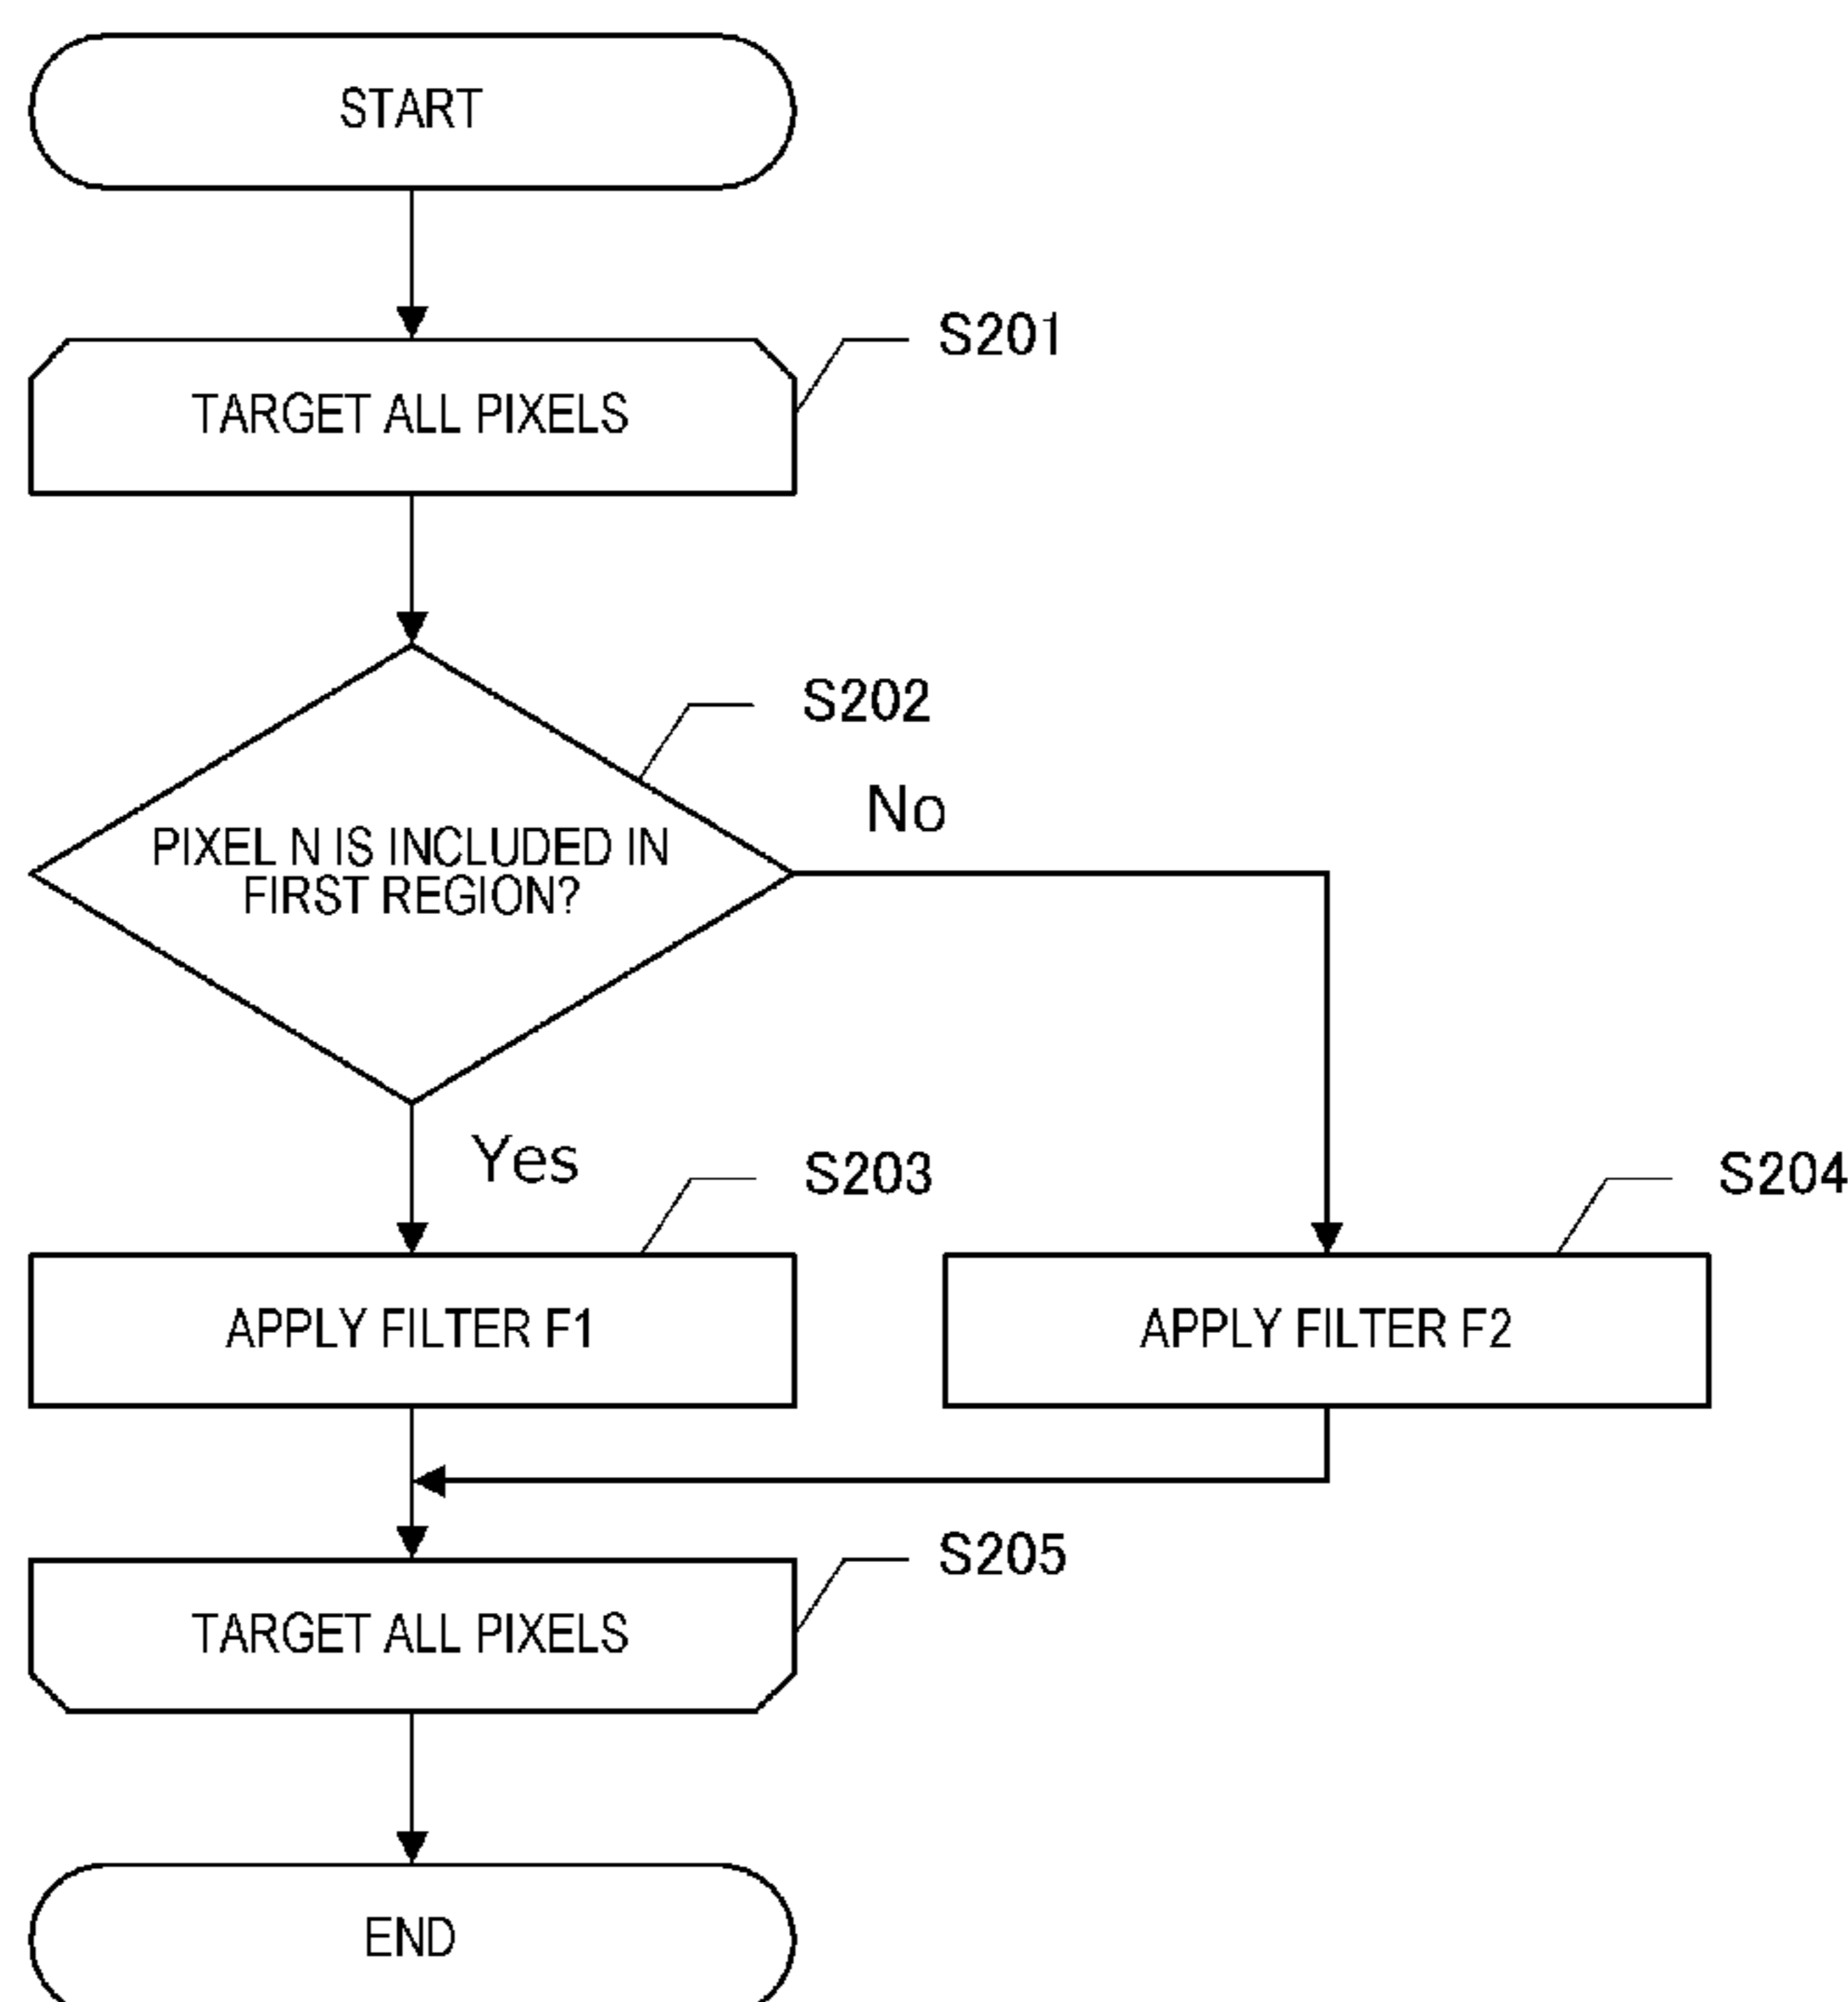 START
S201
TARGET ALL PIXELS
S202
No
PIXEL N IS INCLUDED IN
FIRST REGION?
Yes
S203
S204
APPLY FILTER F1
APPLY FILTER F2
S205
TARGET ALL PIXELS
END